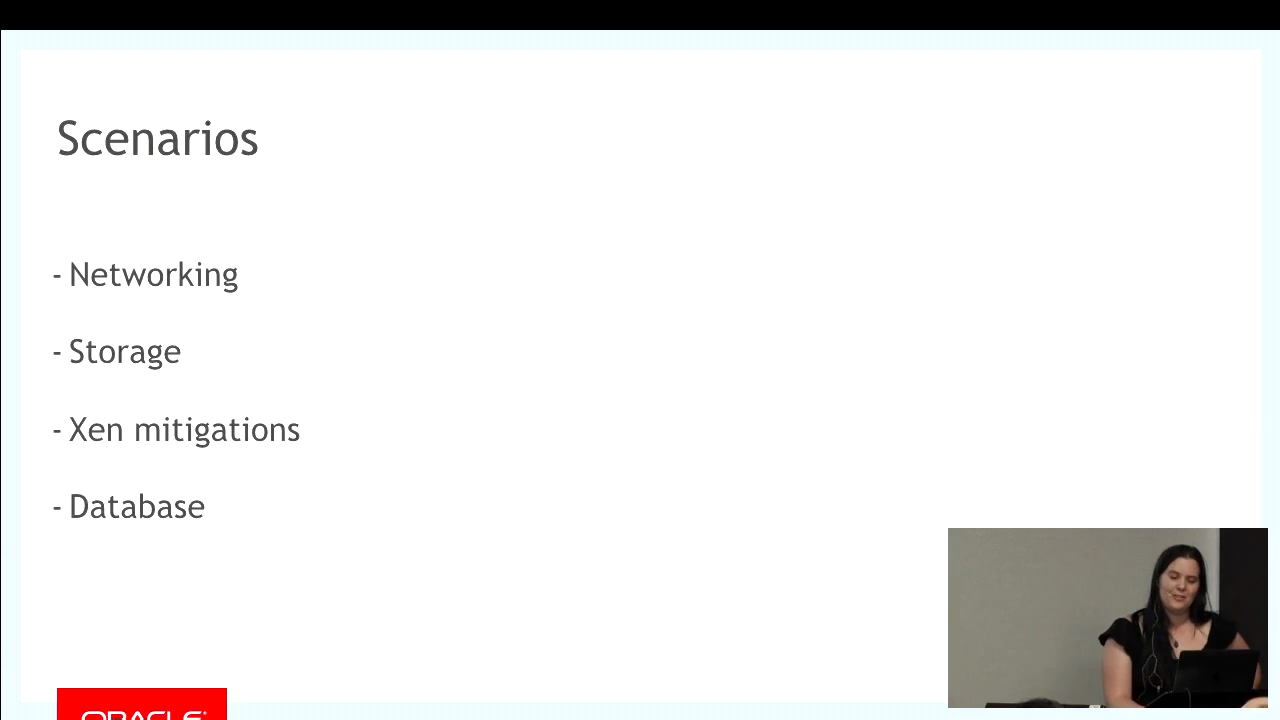 Scenarios
- Networking
- Storage
- Xen mitigations
- Database
ORACLE